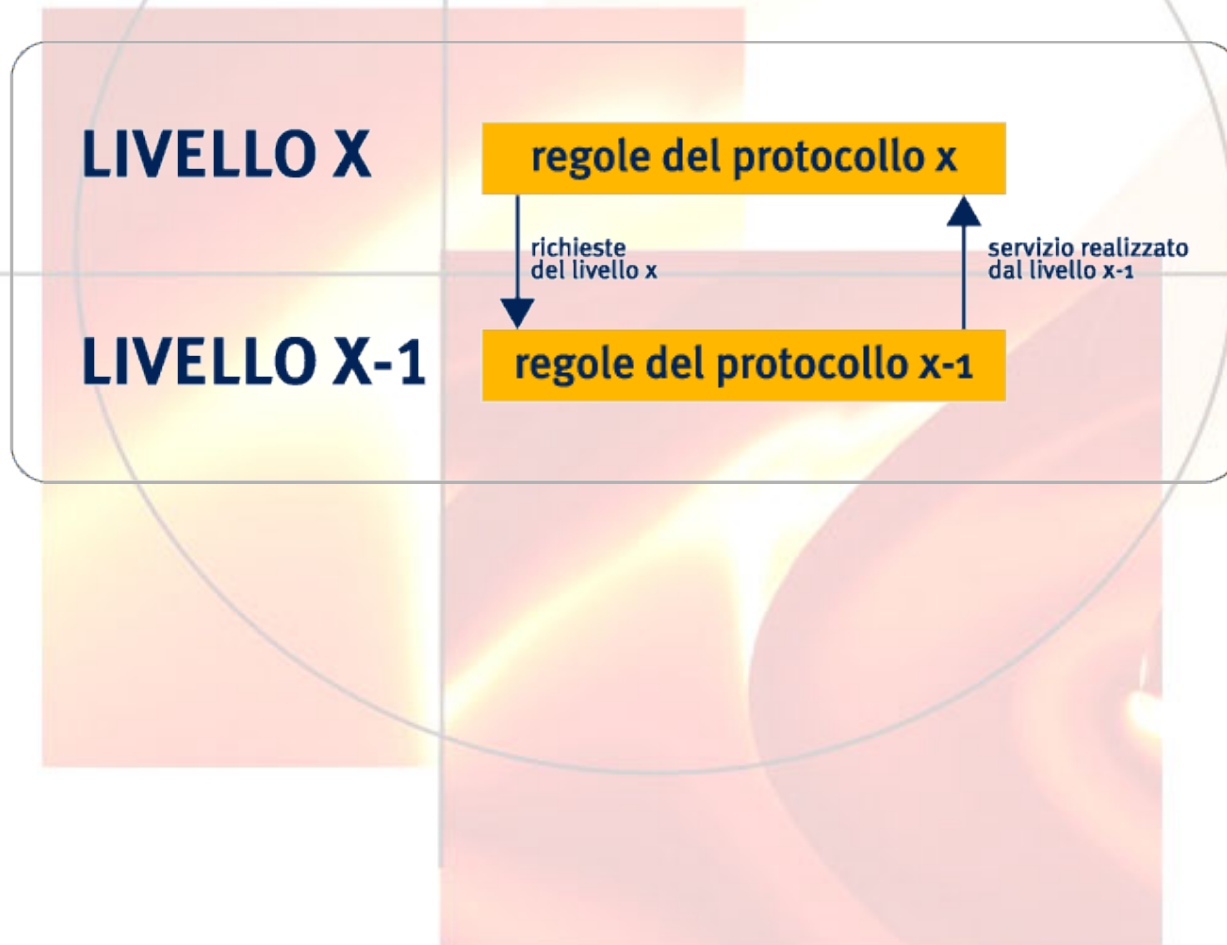 LIVELLO X
regole del protocollo x
richieste
del livello x
servizio realizzato
dal livello x-1
LIVELLO X-1
regole del protocollo x-1